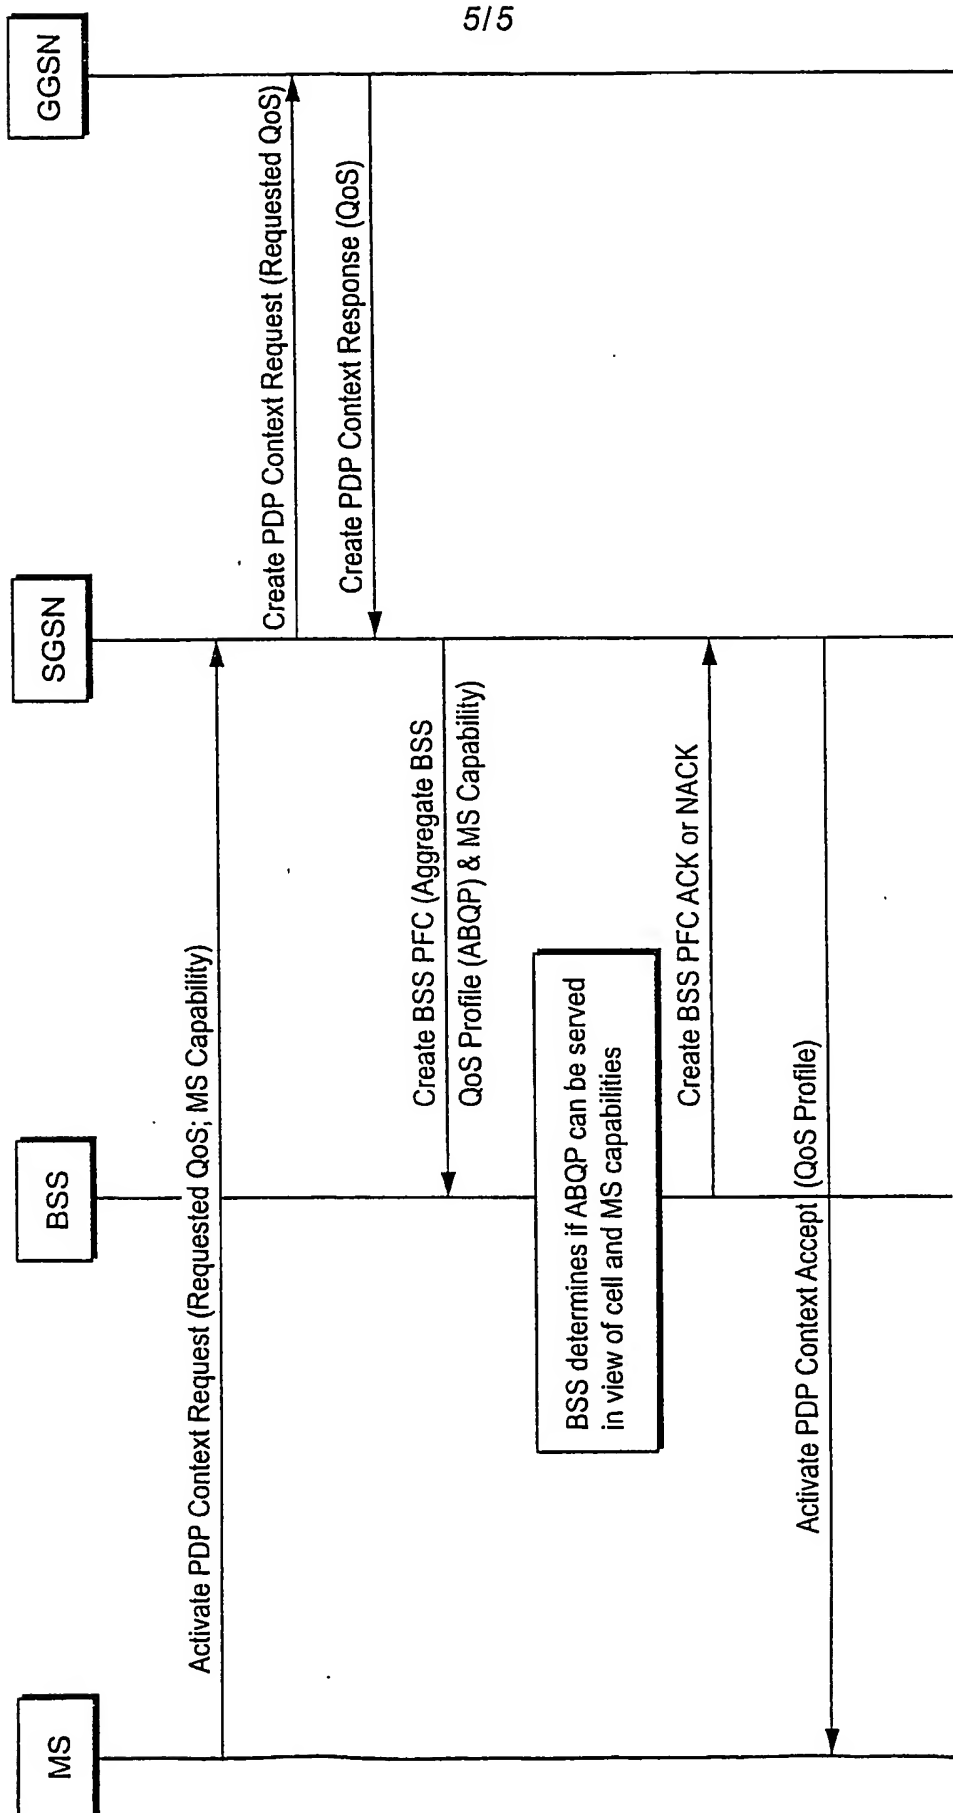 5/5
MS
BSS
SGSN
GGSN
Activate PDP Context Request (Requested QoS; MS Capability)
Create PDP Context Request (Requested QoS)
Create PDP Context Response (QoS)
Create BSS PFC (Aggregate BSS
QoS Profile (ABQP) & MS Capability)
BSS determines if ABQP can be served
in view of cell and MS capabilities
Create BSS PFC ACK or NACK
Activate PDP Context Accept (QoS Profile)